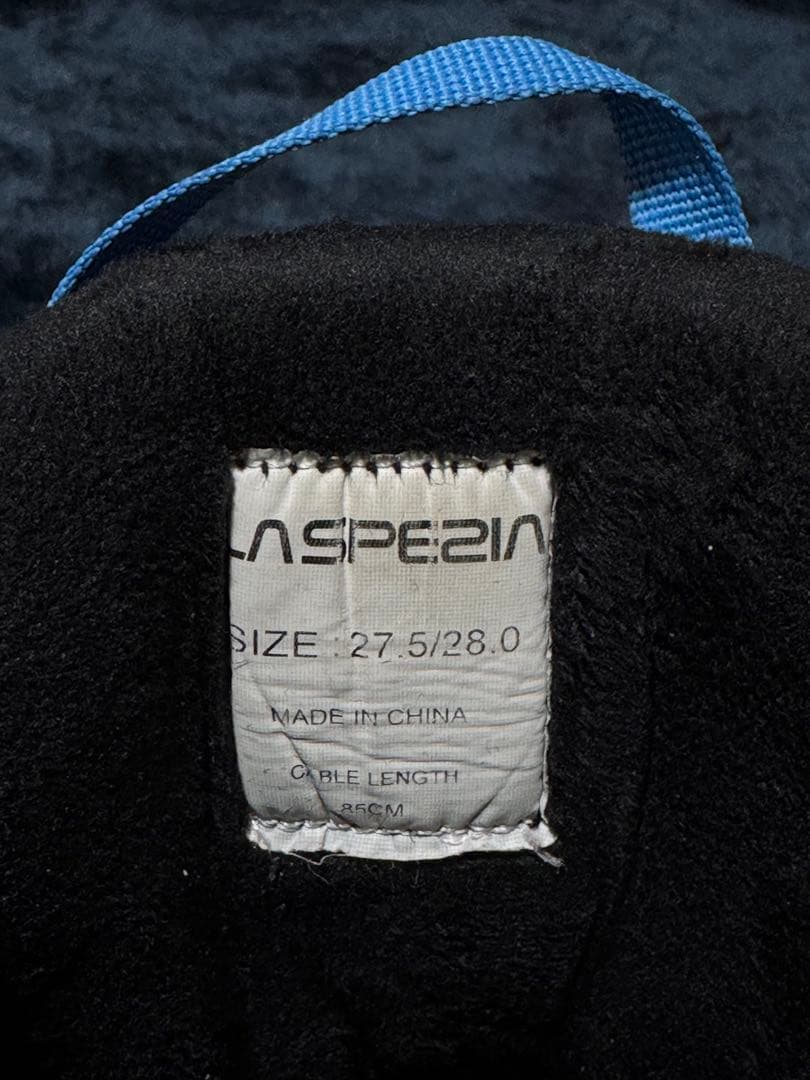 LASPEZIA
SIZE : 27.5/28.0
MADE IN CHINA
CABLE LENGTH
85CM